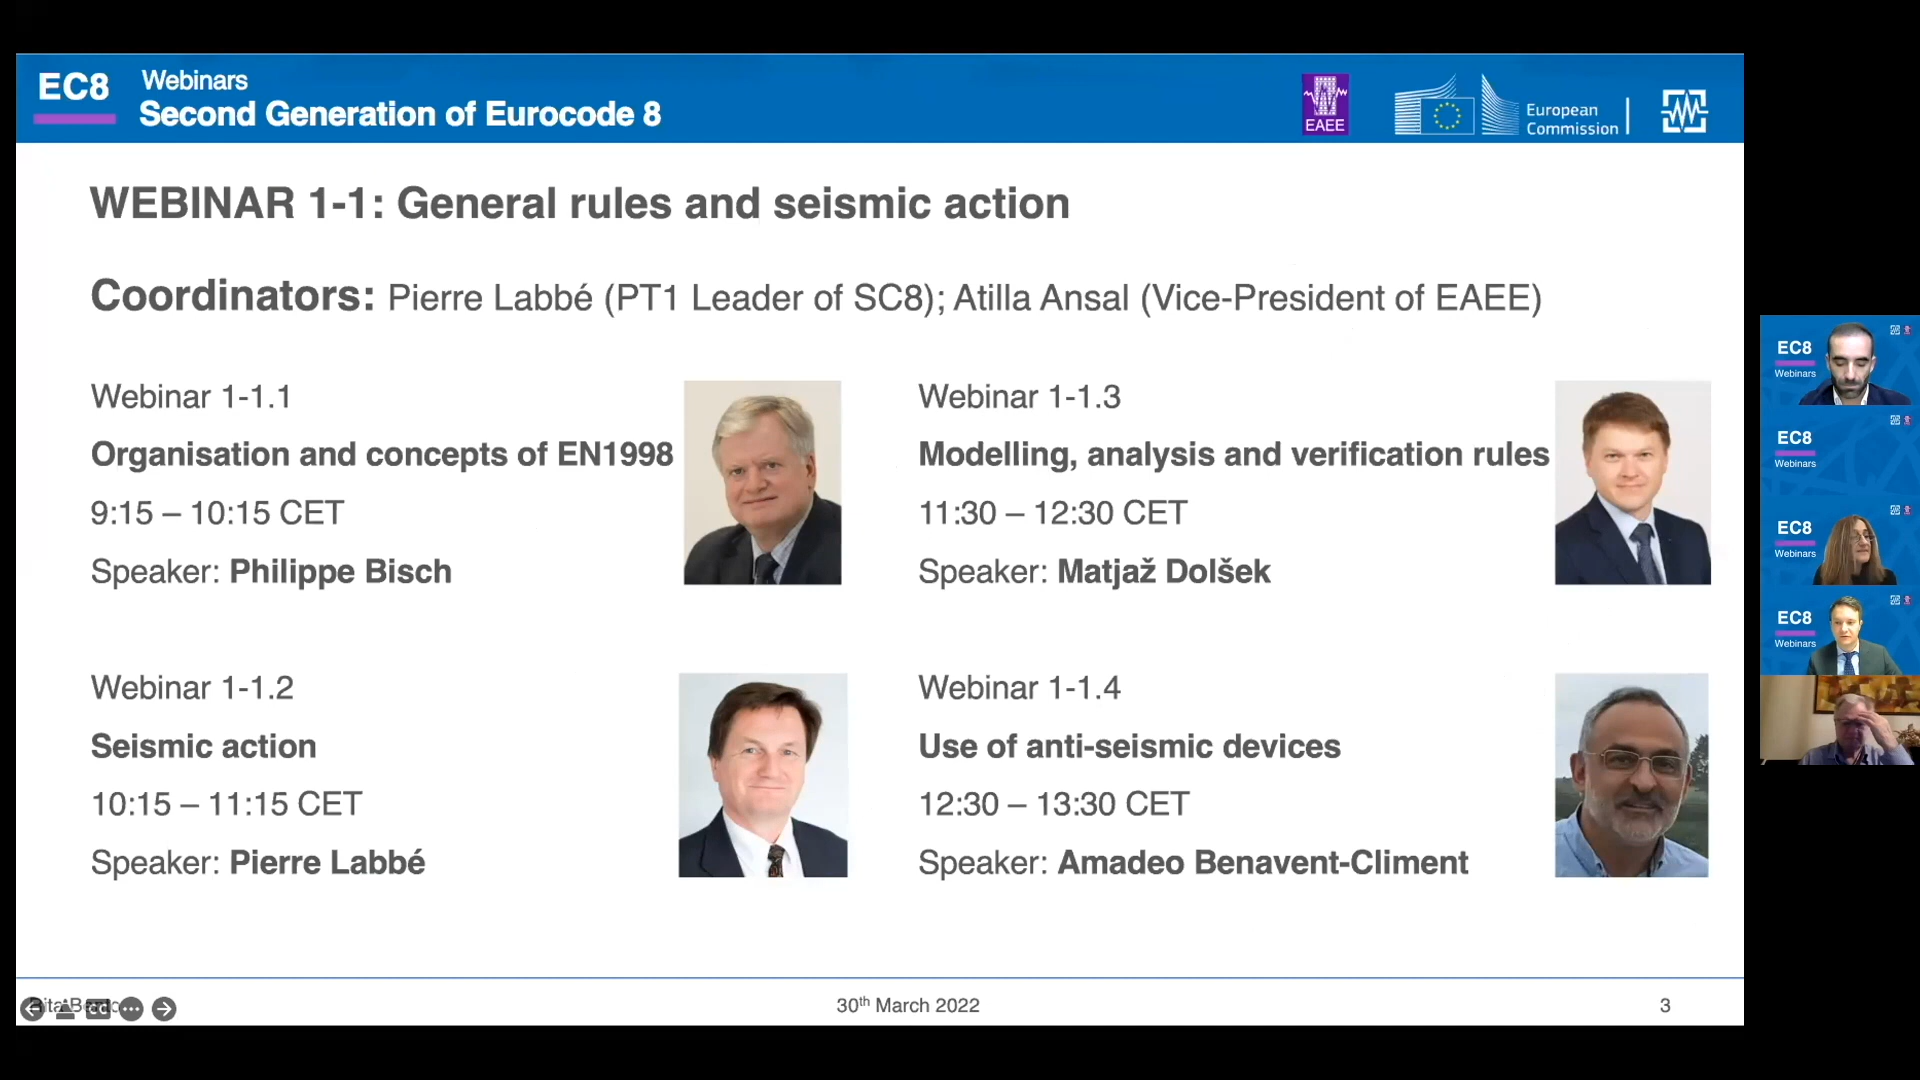 EC8
Webinars
Second Generation of Eurocode 8
EAEE
European
Commission
WEBINAR 1-1: General rules and seismic action
Coordinators: Pierre Labbé (PT1 Leader of SC8); Atilla Ansal (Vice-President of EAEE)
Webinar 1-1.1
Organisation and concepts of EN1998
9:15 – 10:15 CET
Speaker: Philippe Bisch
Webinar 1-1.2
Seismic action
10:15 – 11:15 CET
Speaker: Pierre Labbé
Webinar 1-1.3
Modelling, analysis and verification rules
11:30 – 12:30 CET
Speaker: Matjaž Dolšek
Webinar 1-1.4
Use of anti-seismic devices
12:30 – 13:30 CET
Speaker: Amadeo Benavent-Climent
30th March 2022
3
EC8
Webinars
EC8
Webinars
EC8
Webinars
EC8
Webinars